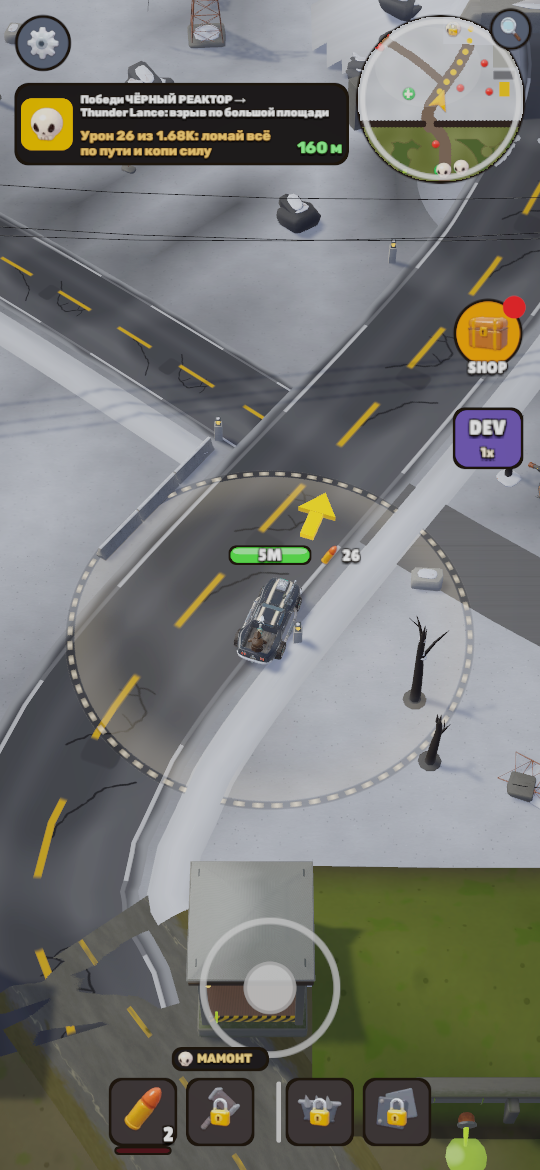 Победи ЧЁРНЫЙ РЕАКТОР →
Thunder Lance: взрыв по большой площади
Урон 26 из 1.68K: ломай всё
по пути и копи силу
160 м
SHOP
DEV
1x
5M
26
МАМОНТ
2